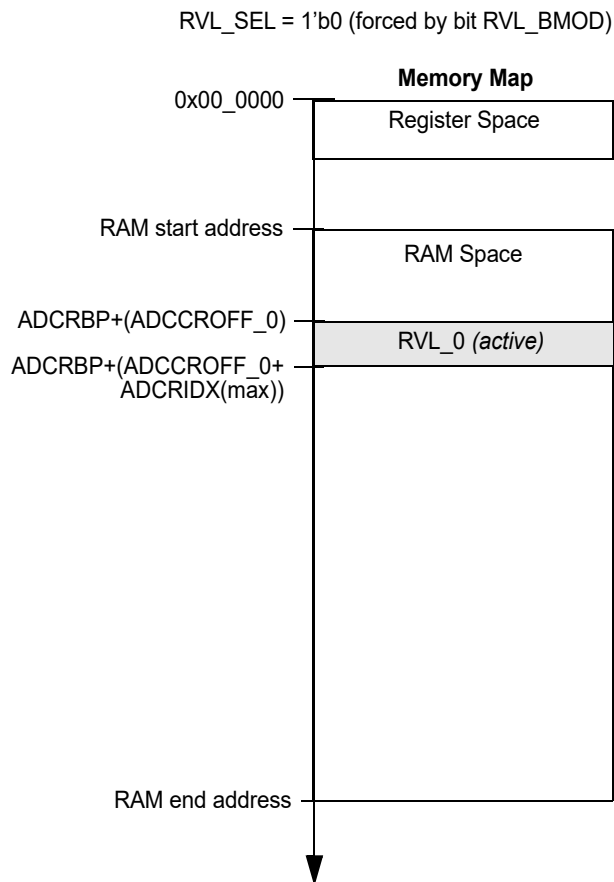 RVL_SEL = 1'b0 (forced by bit RVL_BMOD)
Memory Map
0x00_0000
Register Space
RAM start address
RAM Space
ADCRBP+(ADCCROFF_0)
RVL_0 (active)
ADCRBP+(ADCCROFF_0+
ADCRIDX(max))
RAM end address